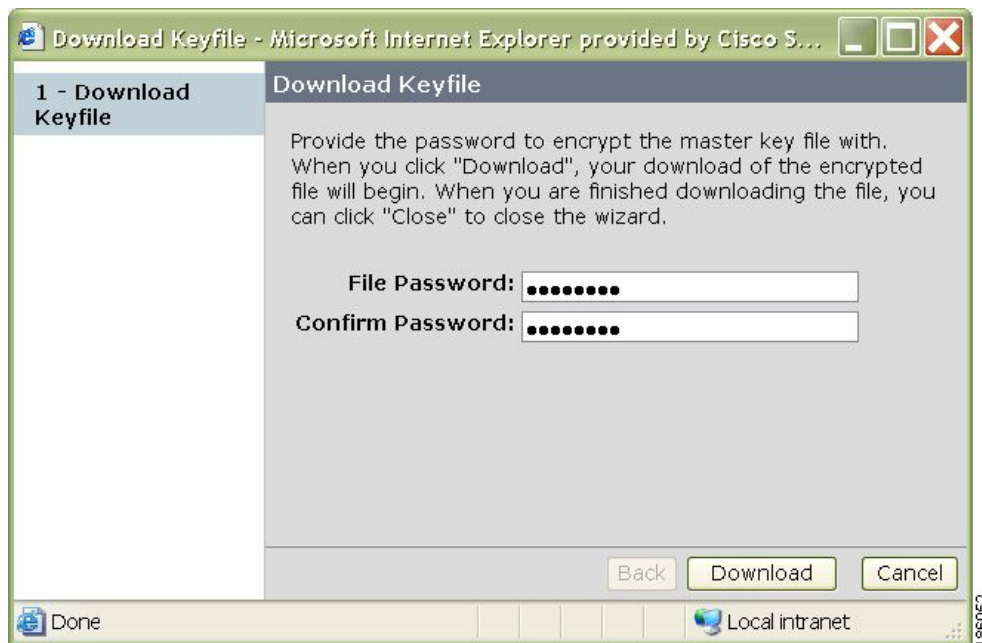 Download Keyfile - Microsoft Internet Explorer provided by Cisco S...
1 - Download
Keyfile
Download Keyfile
Provide the password to encrypt the master key file with.
When you click "Download", your download of the encrypted
file will begin. When you are finished downloading the file, you
can click "Close" to close the wizard.
File Password: ••••••••
Confirm Password: ••••••••
Back Download Cancel
Done Local intranet